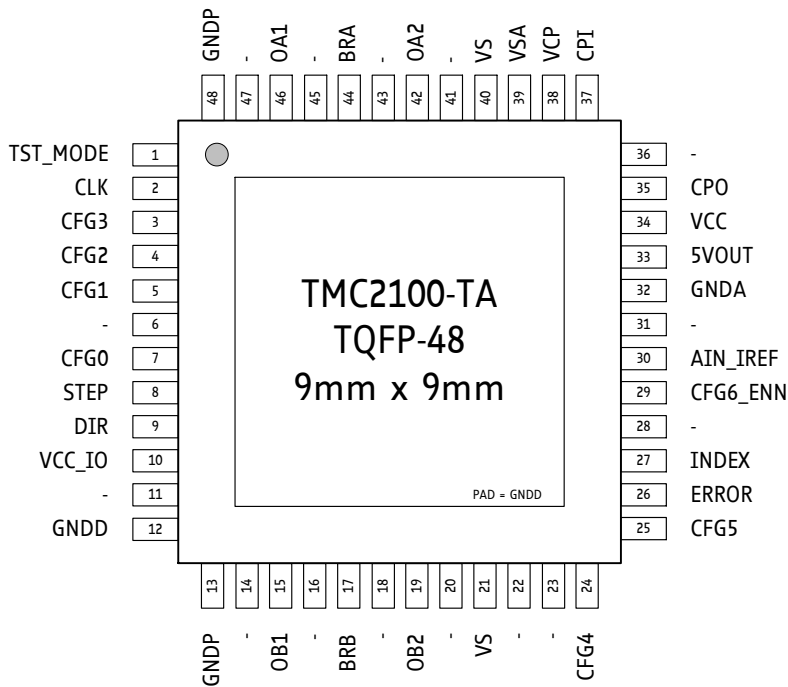 GNDP - OA1 - BRA - OA2 - VS VSA VCP CPI
48 47 46 45 44 43 42 41 40 39 38 37
TST_MODE 1
CLK 2
CFG3 3
CFG2 4
CFG1 5
- 6
CFG0 7
STEP 8
DIR 9
VCC_IO 10
- 11
GNDD 12
TMC2100-TA
TQFP-48
9mm x 9mm
PAD = GNDD
36 -
35 CPO
34 VCC
33 5VOUT
32 GNDA
31 -
30 AIN_IREF
29 CFG6_ENN
28 -
27 INDEX
26 ERROR
25 CFG5
13 14 15 16 17 18 19 20 21 22 23 24
GNDP - OB1 - BRB - OB2 - VS - - CFG4